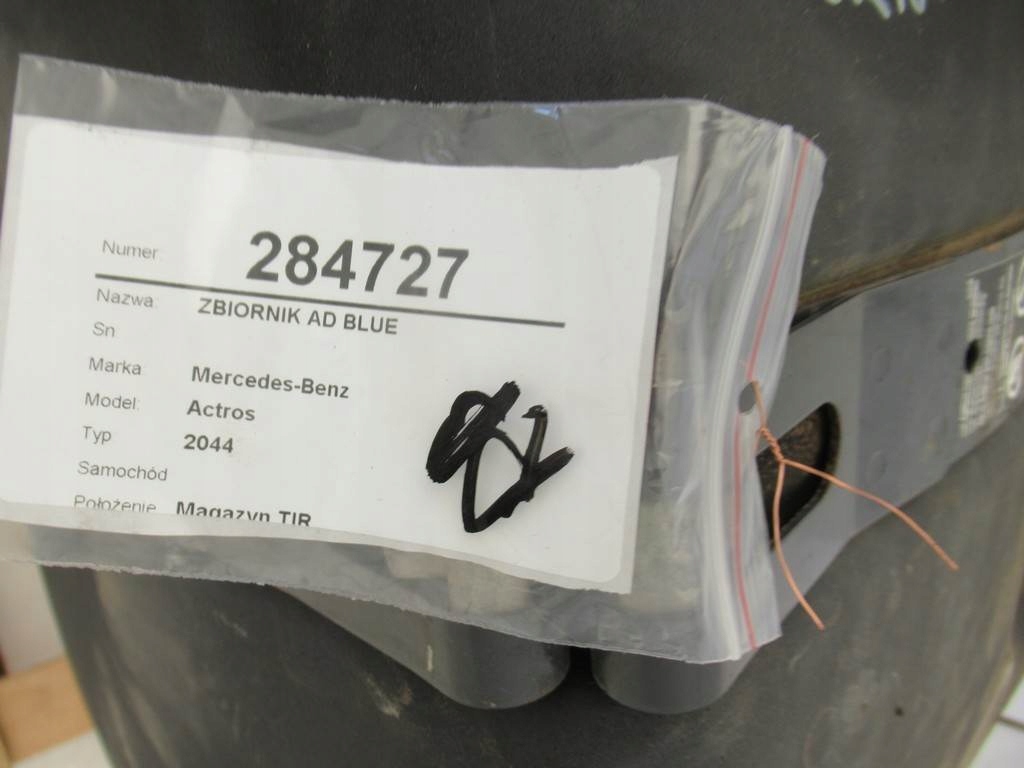 Numer: 284727
Nazwa: ZBIORNIK AD BLUE
Sn
Marka Mercedes-Benz
Model: Actros
Typ 2044
Samochód
Położenie Magazyn TIR